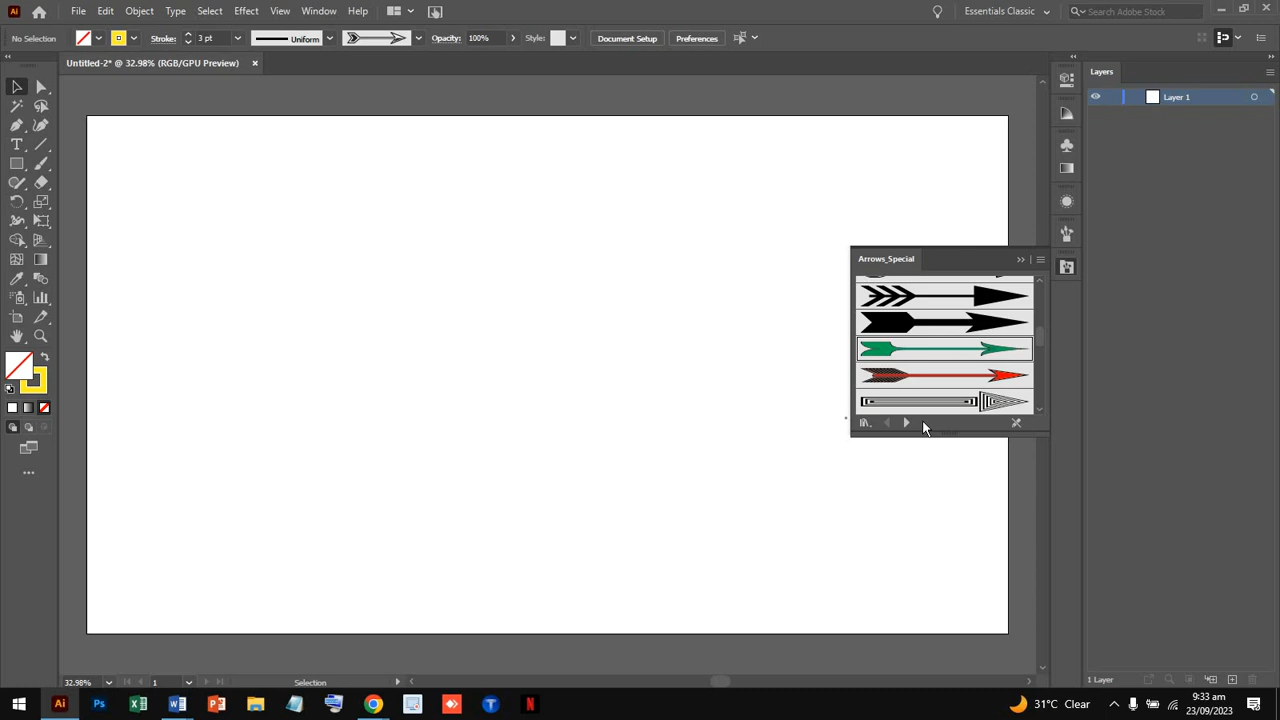 Ai File Edit Object Type Select Effect View Window Help Essentials Classic Search Adobe Stock
No Selection Stroke: 3 pt Uniform Opacity: 100% Style: Document Setup Preferences
Untitled-2* @ 32.98% (RGB/GPU Preview)
Layers
Layer 1
Arrows_Special
32.98% 1 Selection 1 Layer
Ai Ps X W P T N 31°C Clear 9:33 am
23/09/2023